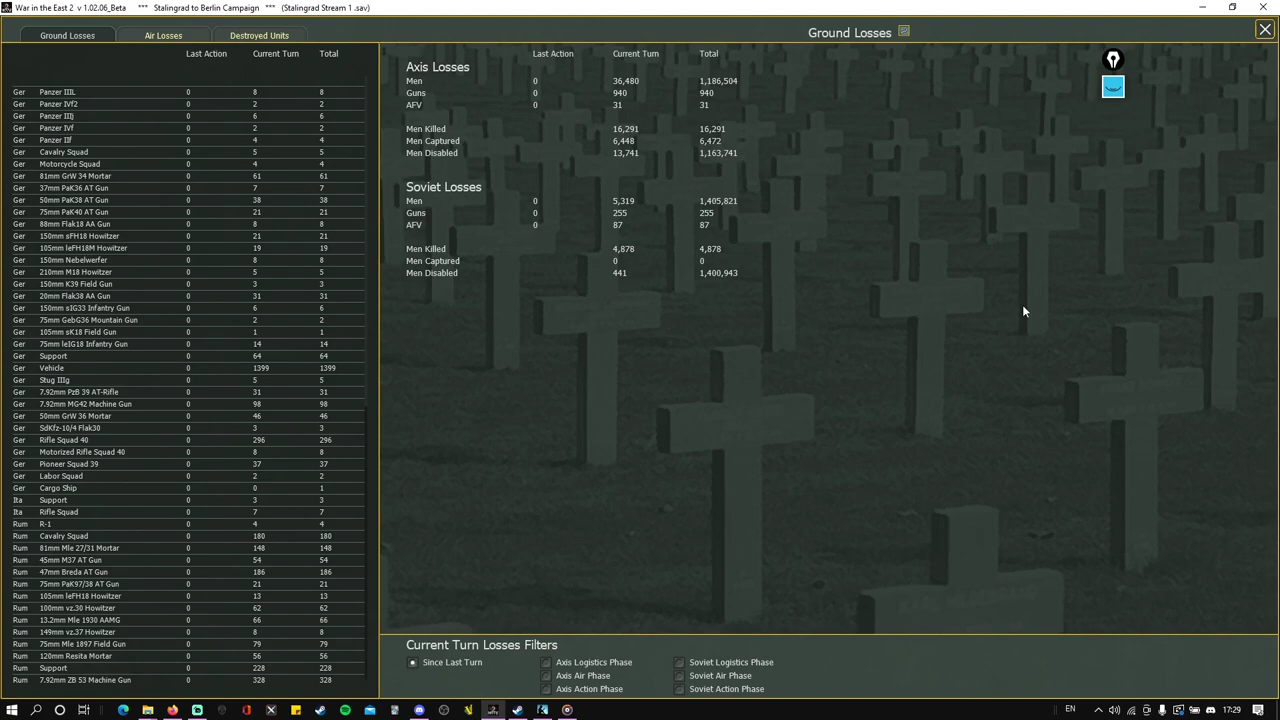 War in the East 2 v 1.02.06_Beta *** Stalingrad to Berlin Campaign *** (Stalingrad Stream 1 .sav)
Ground Losses Air Losses Destroyed Units
Ground Losses
Last Action Current Turn Total
Ger Panzer IIIL 0 8 8
Ger Panzer IVf2 0 2 2
Ger Panzer IIIj 0 6 6
Ger Panzer IVf 0 2 2
Ger Panzer IIf 0 4 4
Ger Cavalry Squad 0 5 5
Ger Motorcycle Squad 0 4 4
Ger 81mm GrW 34 Mortar 0 61 61
Ger 37mm PaK36 AT Gun 0 7 7
Ger 50mm PaK38 AT Gun 0 38 38
Ger 75mm PaK40 AT Gun 0 21 21
Ger 88mm Flak18 AA Gun 0 8 8
Ger 150mm sFH18 Howitzer 0 21 21
Ger 105mm leFH18M Howitzer 0 19 19
Ger 150mm Nebelwerfer 0 8 8
Ger 210mm M18 Howitzer 0 5 5
Ger 150mm K39 Field Gun 0 3 3
Ger 20mm Flak38 AA Gun 0 31 31
Ger 150mm sIG33 Infantry Gun 0 6 6
Ger 75mm GebG36 Mountain Gun 0 2 2
Ger 105mm sK18 Field Gun 0 1 1
Ger 75mm leIG18 Infantry Gun 0 14 14
Ger Support 0 64 64
Ger Vehicle 0 1399 1399
Ger Stug IIIg 0 5 5
Ger 7.92mm PzB 39 AT-Rifle 0 31 31
Ger 7.92mm MG42 Machine Gun 0 98 98
Ger 50mm GrW 36 Mortar 0 46 46
Ger SdKfz-10/4 Flak30 0 3 3
Ger Rifle Squad 40 0 296 296
Ger Motorized Rifle Squad 40 0 8 8
Ger Pioneer Squad 39 0 37 37
Ger Labor Squad 0 2 2
Ger Cargo Ship 0 0 1
Ita Support 0 3 3
Ita Rifle Squad 0 7 7
Rum R-1 0 4 4
Rum Cavalry Squad 0 180 180
Rum 81mm Mle 27/31 Mortar 0 148 148
Rum 45mm M37 AT Gun 0 54 54
Rum 47mm Breda AT Gun 0 186 186
Rum 75mm PaK97/38 AT Gun 0 21 21
Rum 105mm leFH18 Howitzer 0 13 13
Rum 100mm vz.30 Howitzer 0 62 62
Rum 13.2mm Mle 1930 AAMG 0 66 66
Rum 149mm vz.37 Howitzer 0 8 8
Rum 75mm Mle 1897 Field Gun 0 79 79
Rum 120mm Resita Mortar 0 56 56
Rum Support 0 228 228
Rum 7.92mm ZB 53 Machine Gun 0 328 328
Last Action Current Turn Total
Axis Losses
Men 0 36,480 1,186,504
Guns 0 940 940
AFV 0 31 31
Men Killed 16,291 16,291
Men Captured 6,448 6,472
Men Disabled 13,741 1,163,741
Soviet Losses
Men 0 5,319 1,405,821
Guns 0 255 255
AFV 0 87 87
Men Killed 4,878 4,878
Men Captured 0 0
Men Disabled 441 1,400,943
Current Turn Losses Filters
Since Last Turn Axis Logistics Phase Soviet Logistics Phase
Axis Air Phase Soviet Air Phase
Axis Action Phase Soviet Action Phase
EN 17:29